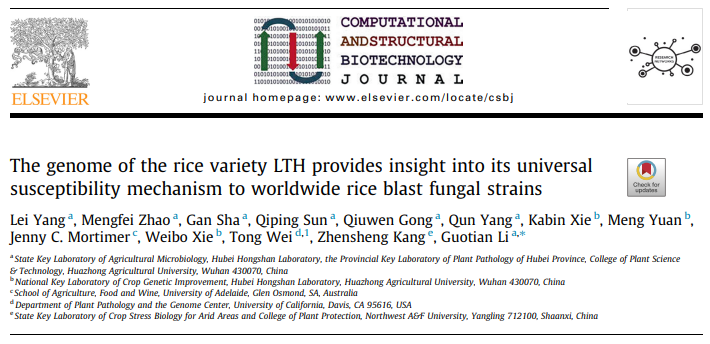 COMPUTATIONAL
ANDSTRUCTURAL
BIOTECHNOLOGY
JOURNAL
ELSEVIER
journal homepage: www.elsevier.com/locate/csbj
RESEARCH
NETWORKS
The genome of the rice variety LTH provides insight into its universal
susceptibility mechanism to worldwide rice blast fungal strains
Check for
updates
Lei Yang a, Mengfei Zhao a, Gan Sha a, Qiping Sun a, Qiuwen Gong a, Qun Yang a, Kabin Xie b, Meng Yuan b,
Jenny C. Mortimer c, Weibo Xie b, Tong Wei d,1, Zhensheng Kang e, Guotian Li a,*
a State Key Laboratory of Agricultural Microbiology, Hubei Hongshan Laboratory, the Provincial Key Laboratory of Plant Pathology of Hubei Province, College of Plant Science
& Technology, Huazhong Agricultural University, Wuhan 430070, China
b National Key Laboratory of Crop Genetic Improvement, Hubei Hongshan Laboratory, Huazhong Agricultural University, Wuhan 430070, China
c School of Agriculture, Food and Wine, University of Adelaide, Glen Osmond, SA, Australia
d Department of Plant Pathology and the Genome Center, University of California, Davis, CA 95616, USA
e State Key Laboratory of Crop Stress Biology for Arid Areas and College of Plant Protection, Northwest A&F University, Yangling 712100, Shaanxi, China